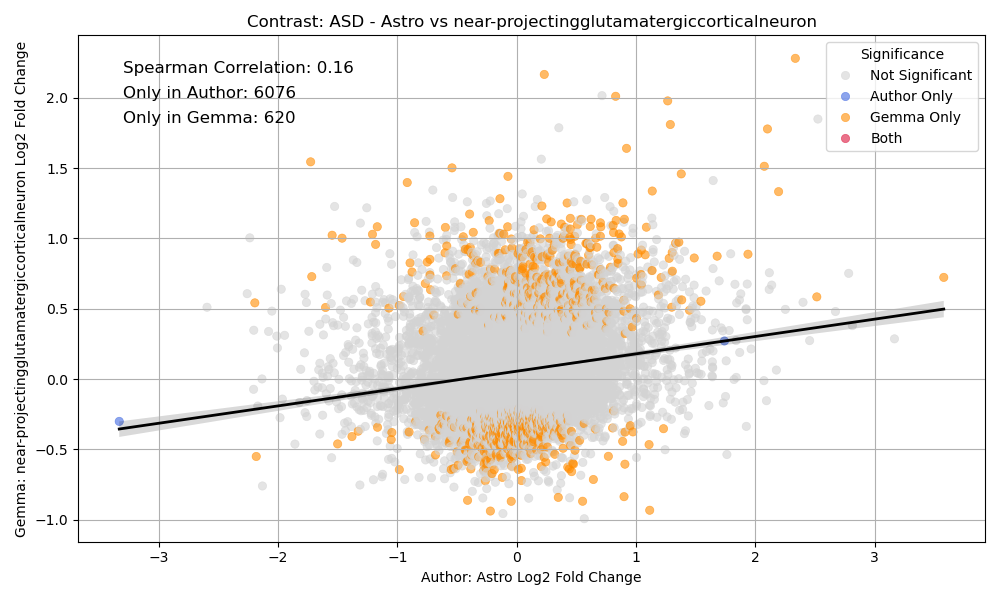 Contrast: ASD - Astro vs near-projectingglutamatergiccorticalneuron
Spearman Correlation: 0.16
Only in Author: 6076
Only in Gemma: 620
Significance
Not Significant
Author Only
Gemma Only
Both
Gemma: near-projectingglutamatergiccorticalneuron Log2 Fold Change
2.0
1.5
1.0
0.5
0.0
−0.5
−1.0
−3
−2
−1
0
1
2
3
Author: Astro Log2 Fold Change